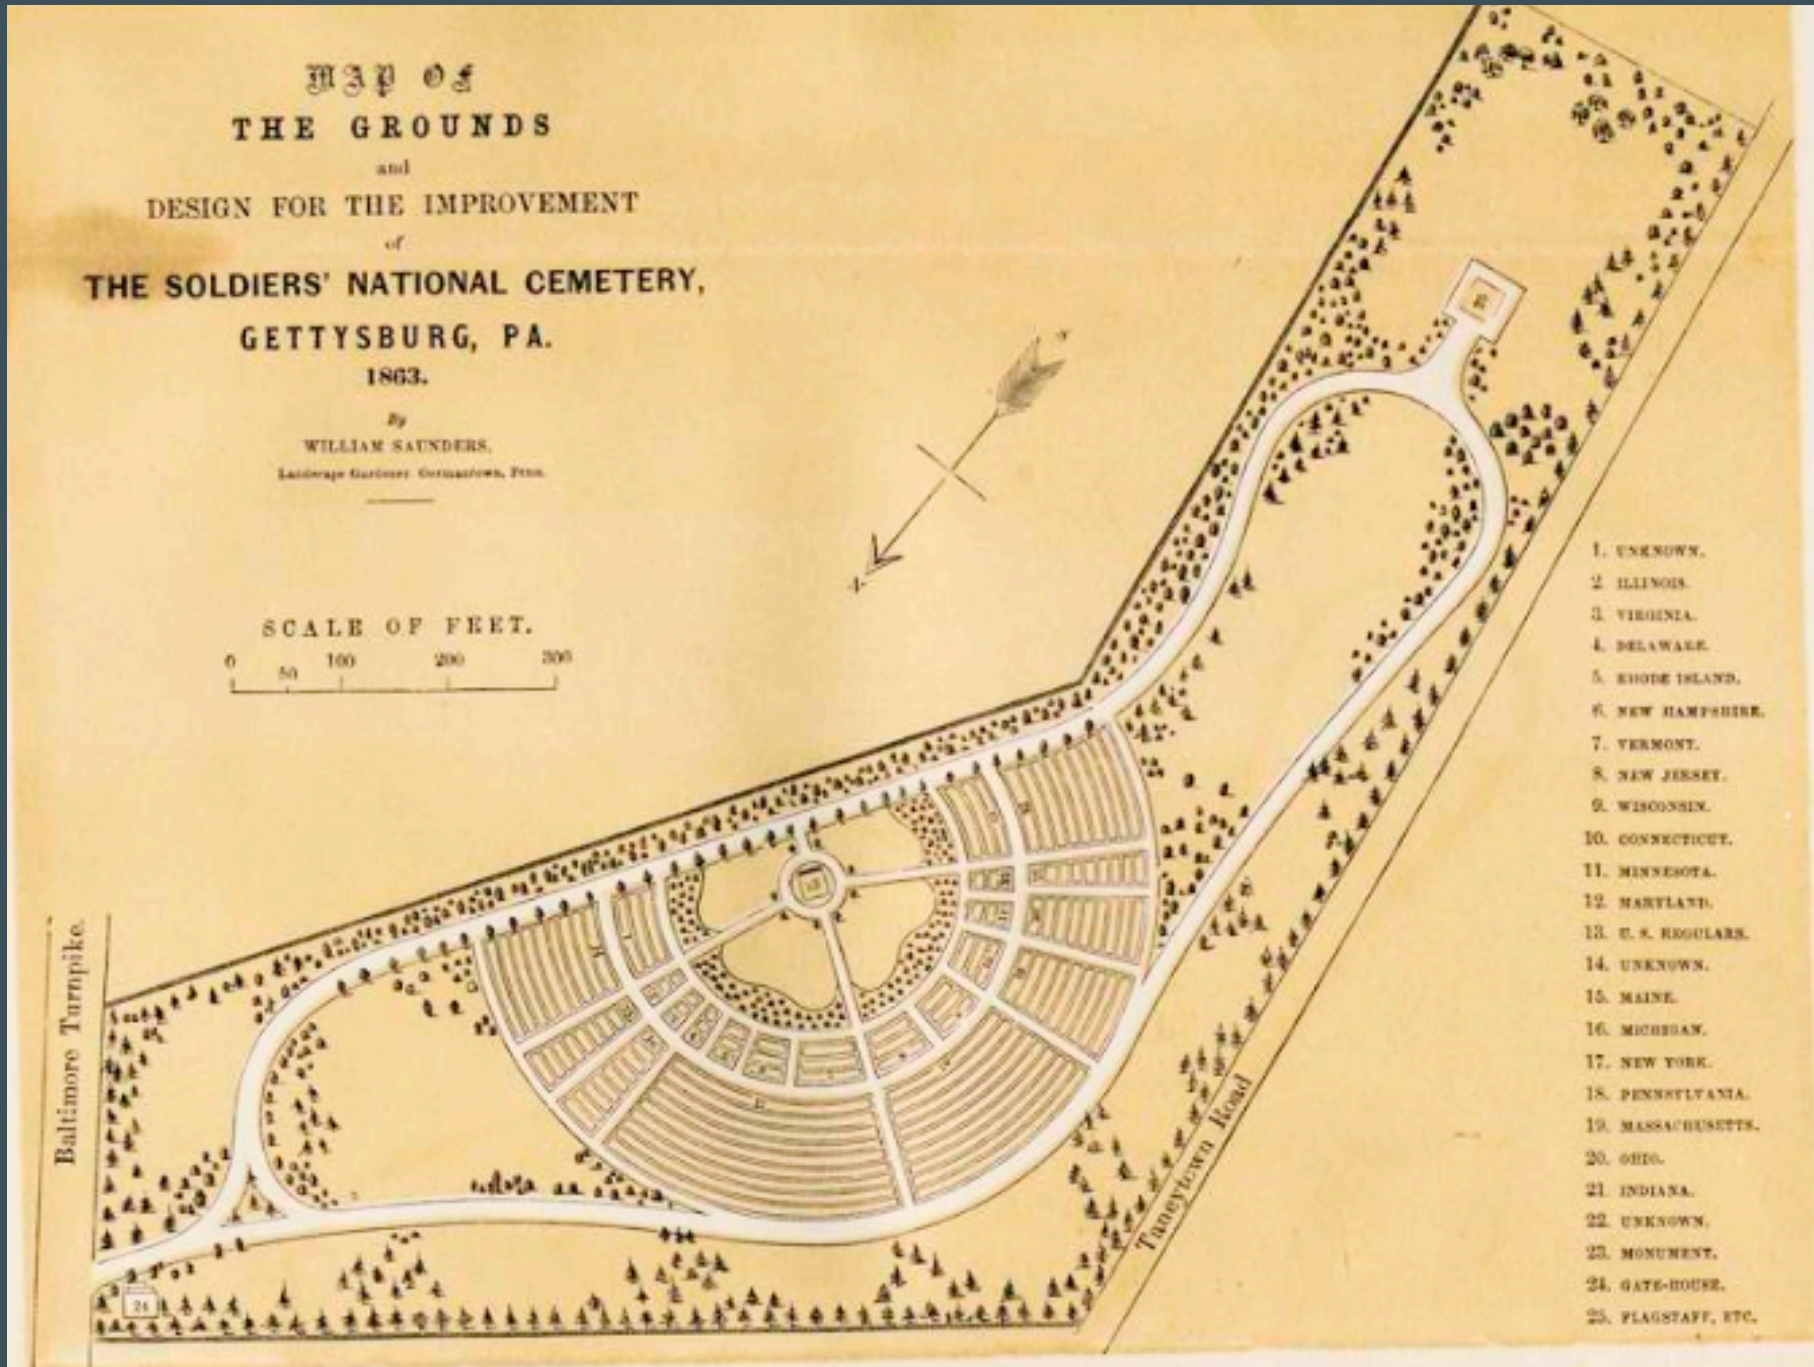 MAP OF
THE GROUNDS
and
DESIGN FOR THE IMPROVEMENT
of
THE SOLDIERS' NATIONAL CEMETERY,
GETTYSBURG, PA.
1863.
By
WILLIAM SAUNDERS,
Landscape Gardener. Germantown, Penn.
SCALE OF FEET.
0 50 100 200 300
Baltimore Turnpike.
Taneytown Road
24
1. UNKNOWN.
2. ILLINOIS.
3. VIRGINIA.
4. DELAWARE.
5. RHODE ISLAND.
6. NEW HAMPSHIRE.
7. VERMONT.
8. NEW JERSEY.
9. WISCONSIN.
10. CONNECTICUT.
11. MINNESOTA.
12. MARYLAND.
13. U. S. REGULARS.
14. UNKNOWN.
15. MAINE.
16. MICHIGAN.
17. NEW YORK.
18. PENNSYLVANIA.
19. MASSACHUSETTS.
20. OHIO.
21. INDIANA.
22. UNKNOWN.
23. MONUMENT.
24. GATE-HOUSE.
25. FLAGSTAFF, ETC.